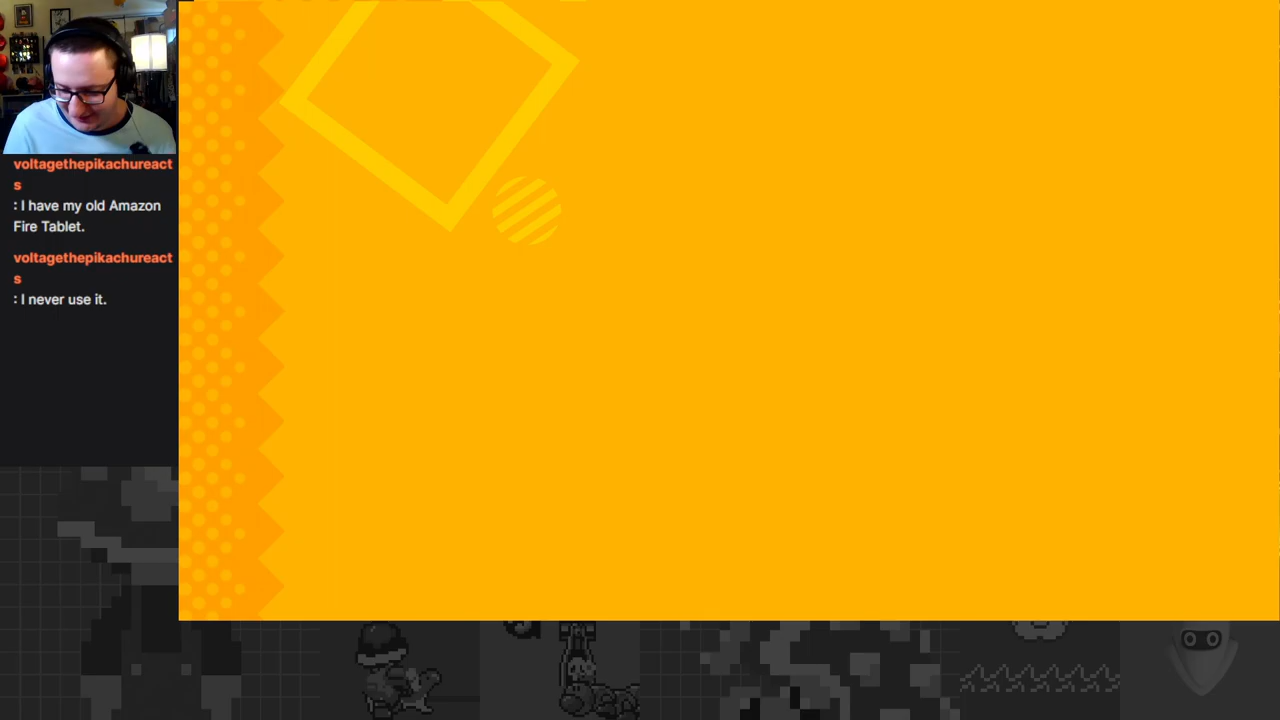 voltagethepikachureact
s
: I have my old Amazon
Fire Tablet.
voltagethepikachureact
s
: I never use it.